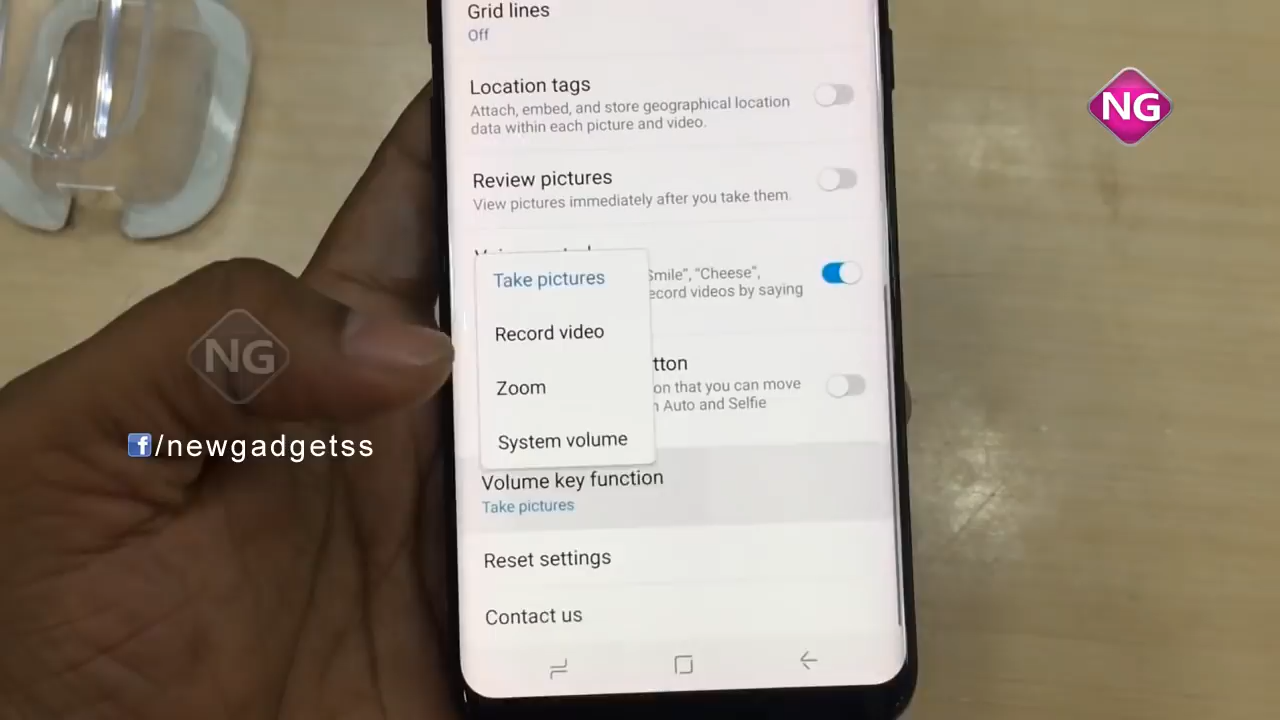 Grid lines
Off
Location tags
Attach, embed, and store geographical location
data within each picture and video.
NG
Review pictures
View pictures immediately after you take them.
Take pictures
Smile", "Cheese",
record videos by saying
Record video
NG
tton
Zoom
on that you can move
Auto and Selfie
System volume
f/newgadgetss
Volume key function
Take pictures
Reset settings
Contact us